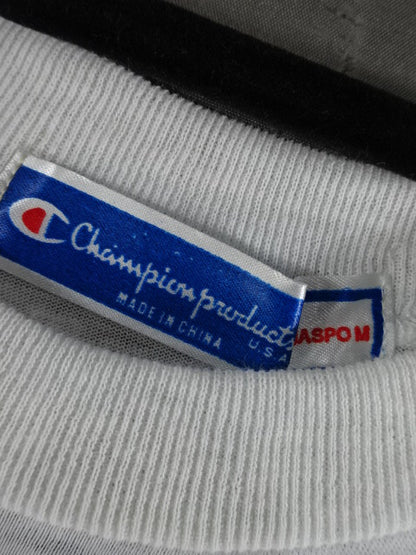 Champion products
MADE IN CHINA U.S.A
ASPO M